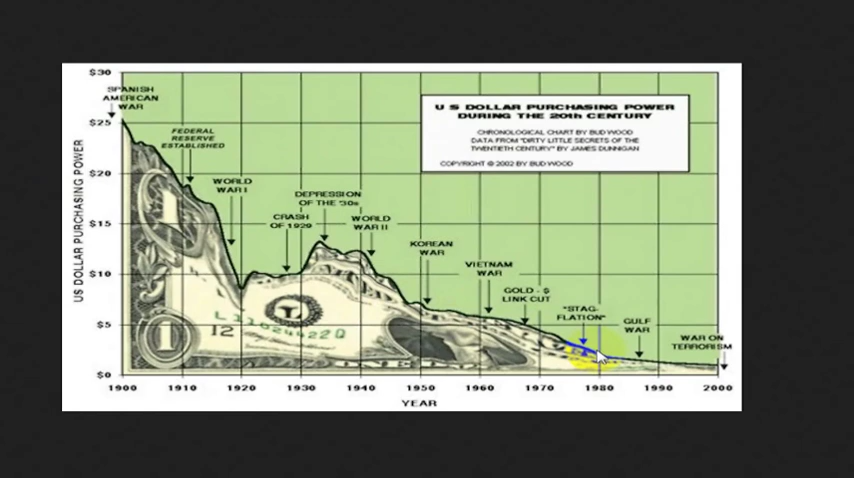 U S DOLLAR PURCHASING POWER
DURING THE 20th CENTURY
CHRONOLOGICAL CHART BY BUD WOOD
DATA FROM "DIRTY LITTLE SECRETS OF THE
TWENTIETH CENTURY" BY JAMES DUNNIGAN
COPYRIGHT © 2002 BY BUD WOOD
US DOLLAR PURCHASING POWER
$30
$25
$20
$15
$10
$5
$0
SPANISH
AMERICAN
WAR
FEDERAL
RESERVE
ESTABLISHED
WORLD
WAR I
CRASH
OF 1929
DEPRESSION
OF THE '30s
WORLD
WAR II
KOREAN
WAR
VIETNAM
WAR
GOLD - $
LINK CUT
"STAG-
FLATION"
GULF
WAR
WAR ON
TERRORISM
1
1
12
1900
1910
1920
1930
1940
1950
1960
1970
1980
1990
2000
YEAR